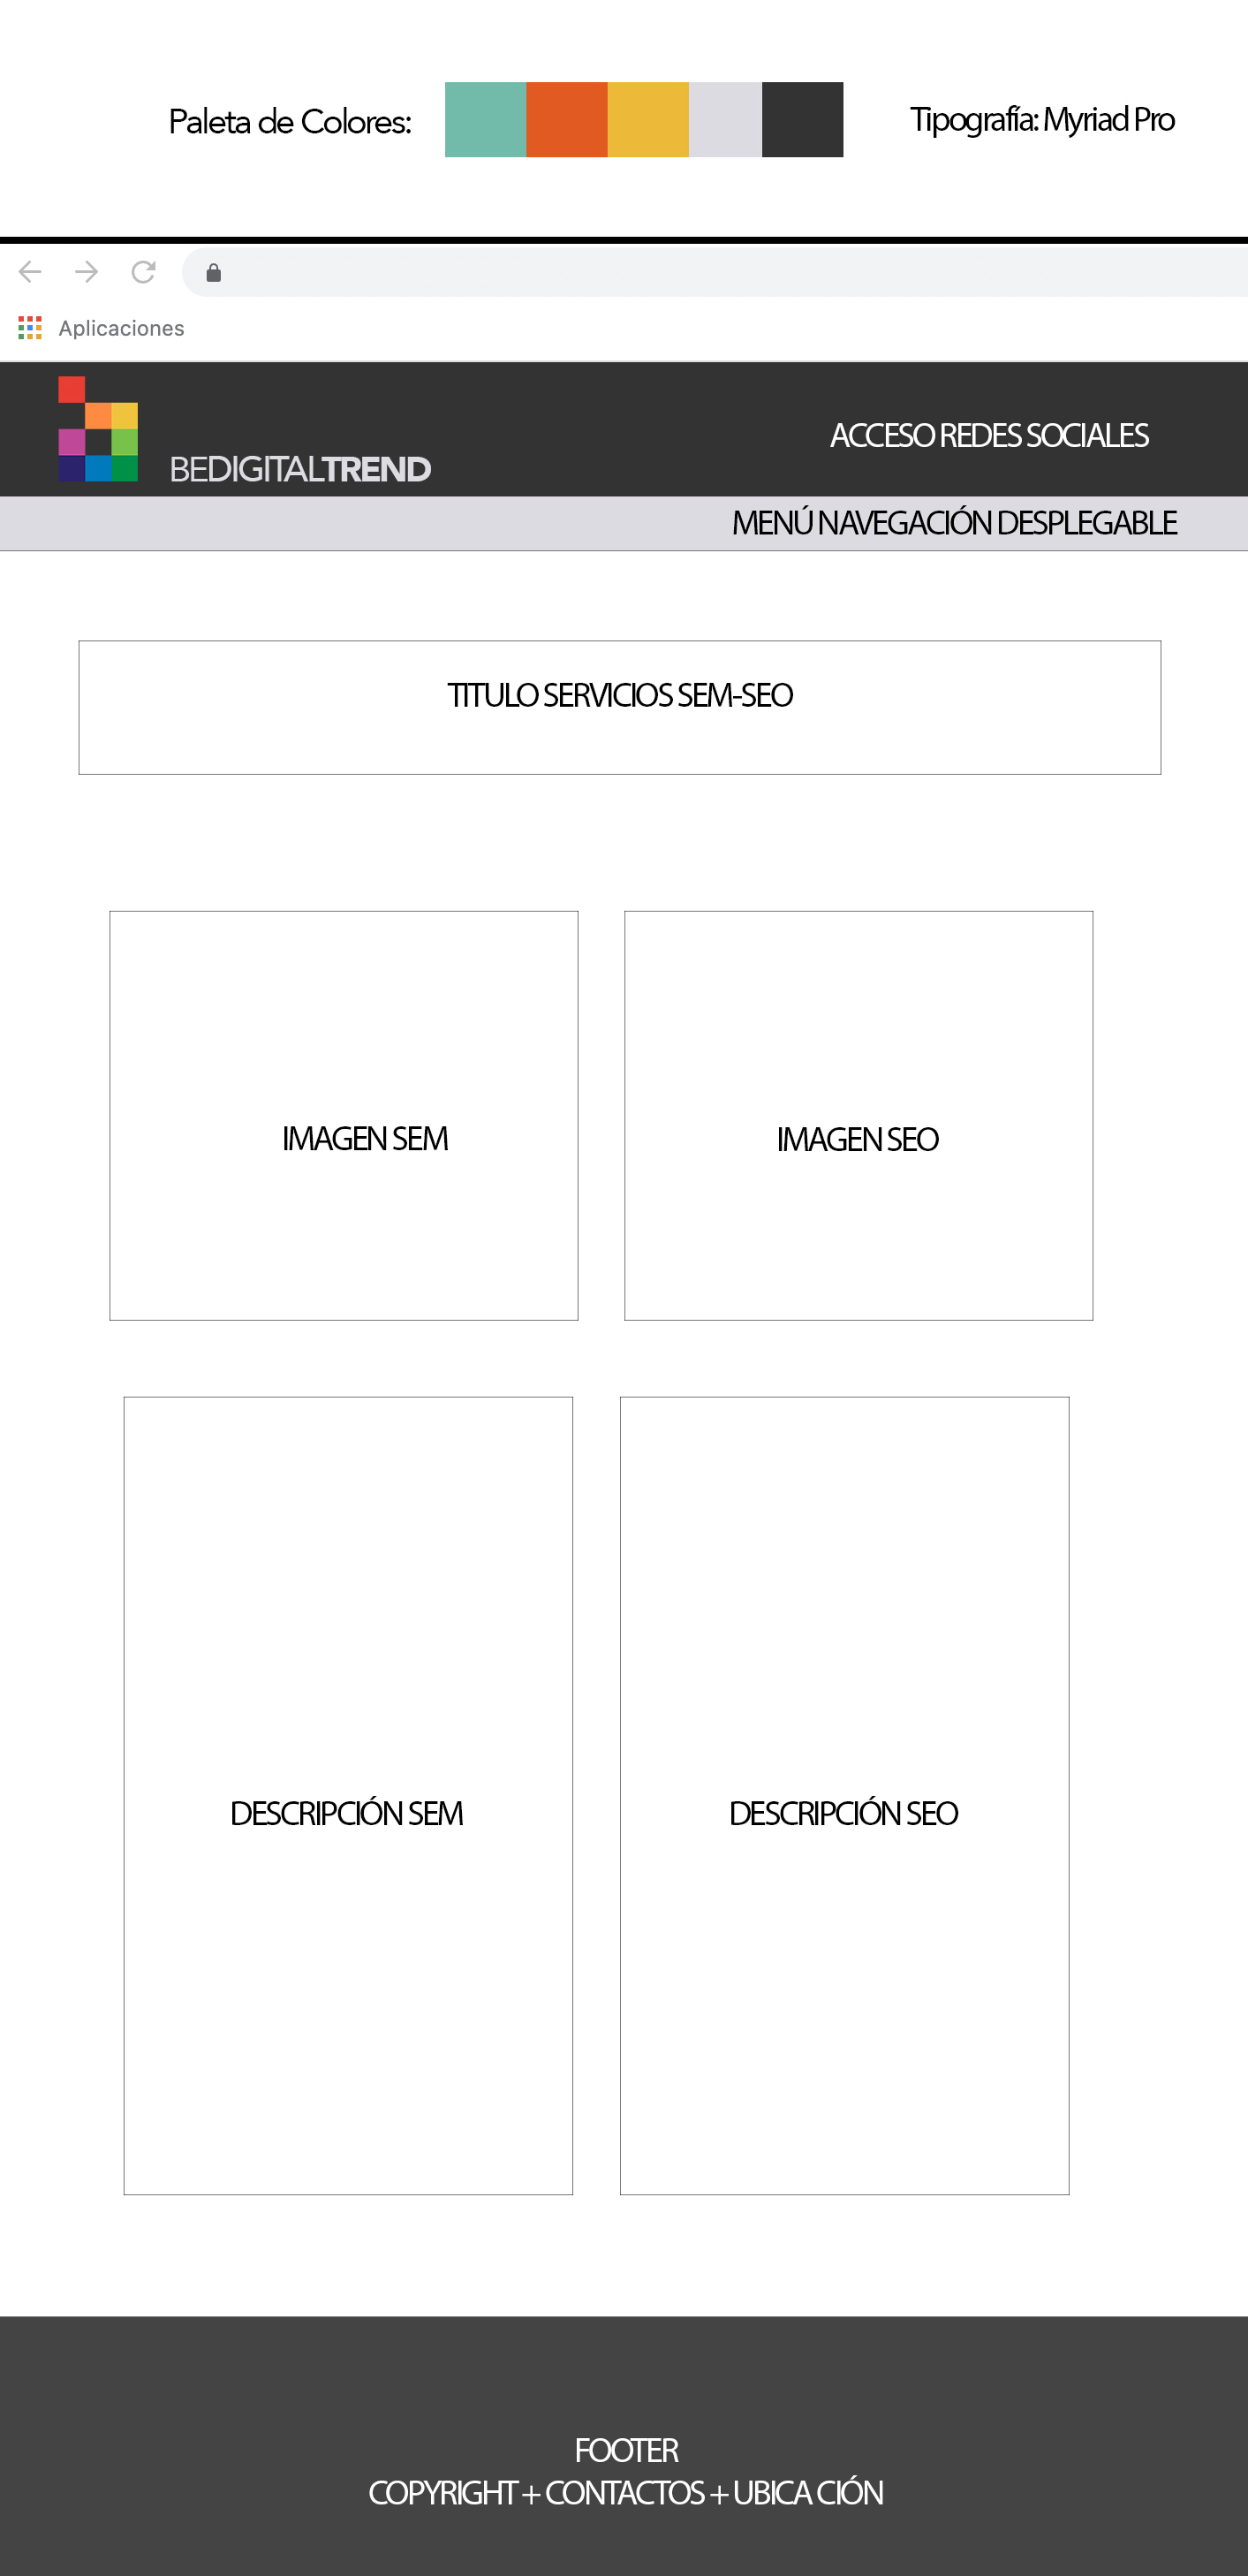 Paleta de Colores:
Tipografía: Myriad Pro
Aplicaciones
BEDIGITALTREND
ACCESO REDES SOCIALES
MENÚ NAVEGACIÓN DESPLEGABLE
TITULO SERVICIOS SEM-SEO
IMAGEN SEM
IMAGEN SEO
DESCRIPCIÓN SEM
DESCRIPCIÓN SEO
FOOTER
COPYRIGHT + CONTACTOS + UBICA CIÓN